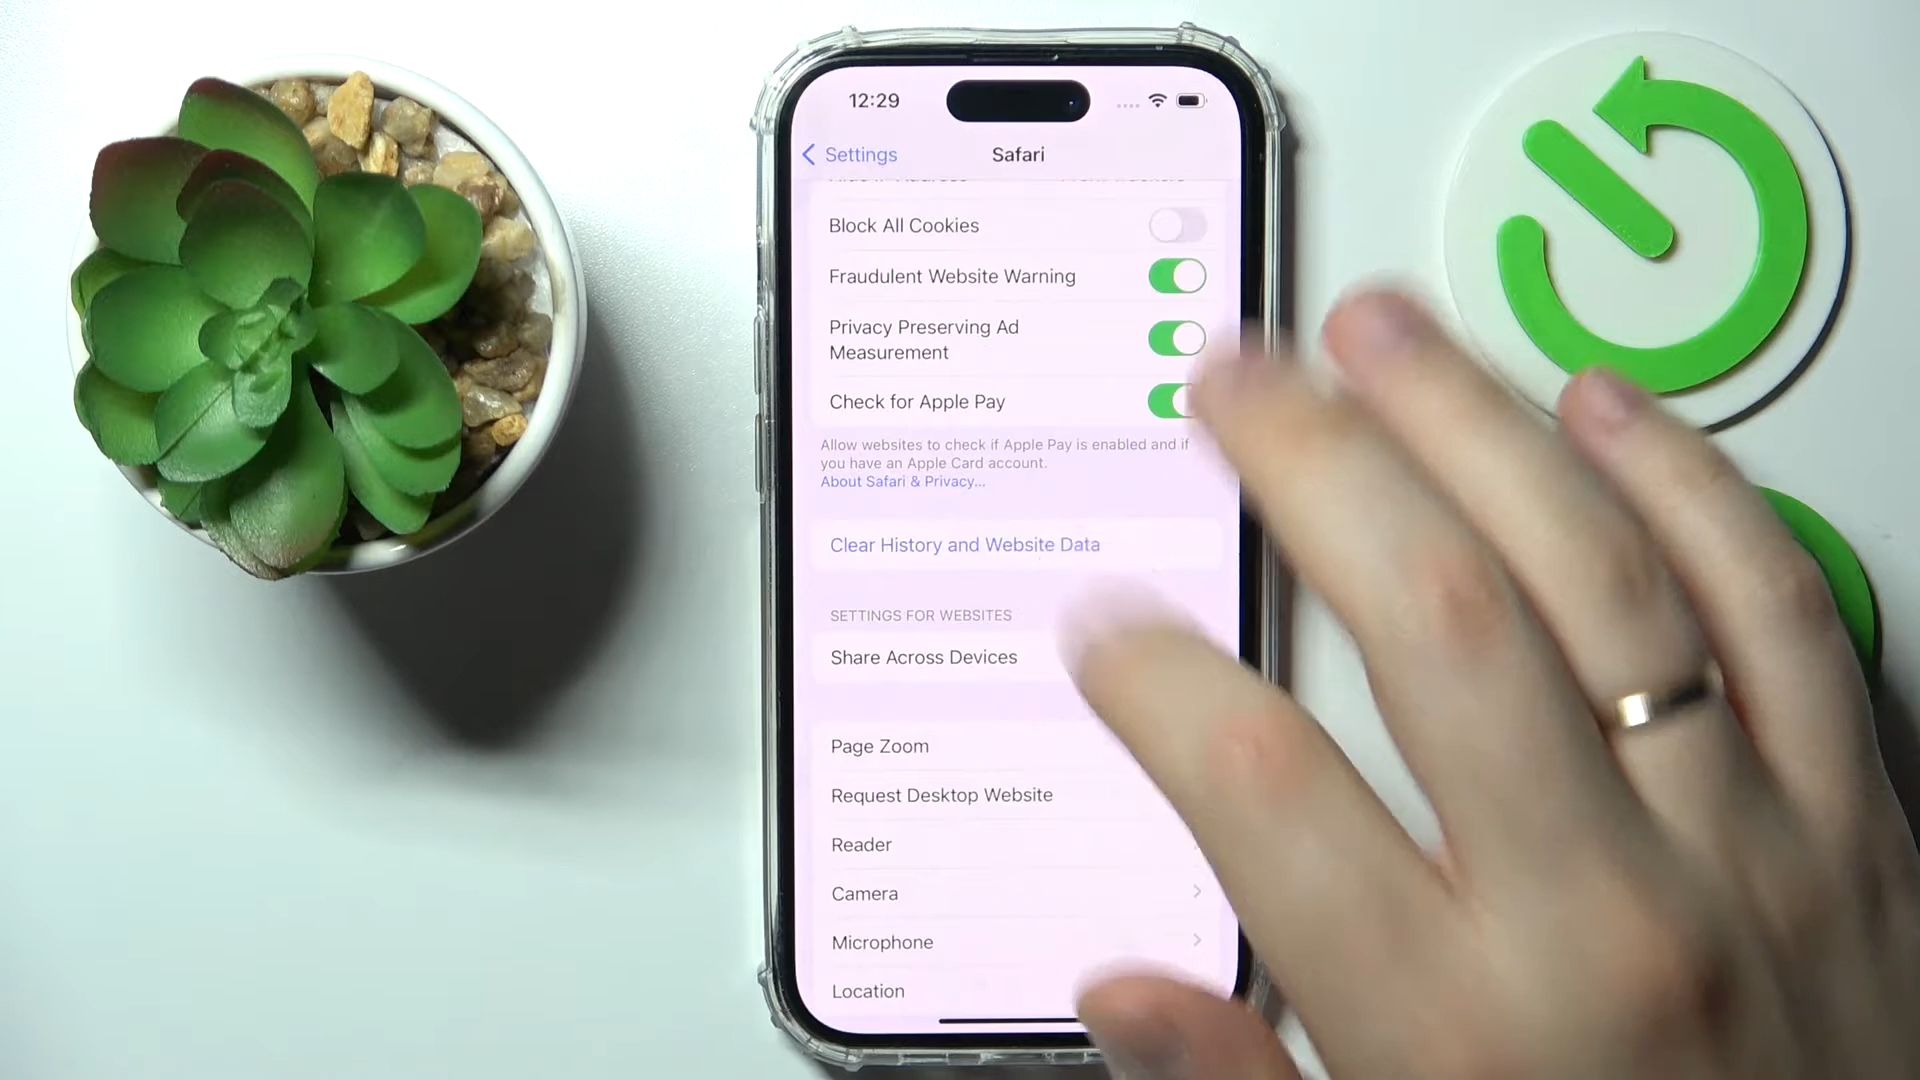 12:29
Settings
Safari
Block All Cookies
Fraudulent Website Warning
Privacy Preserving Ad
Measurement
Check for Apple Pay
Allow websites to check if Apple Pay is enabled and if
you have an Apple Card account.
About Safari & Privacy...
Clear History and Website Data
SETTINGS FOR WEBSITES
Share Across Devices
Page Zoom
Request Desktop Website
Reader
Camera
Microphone
Location